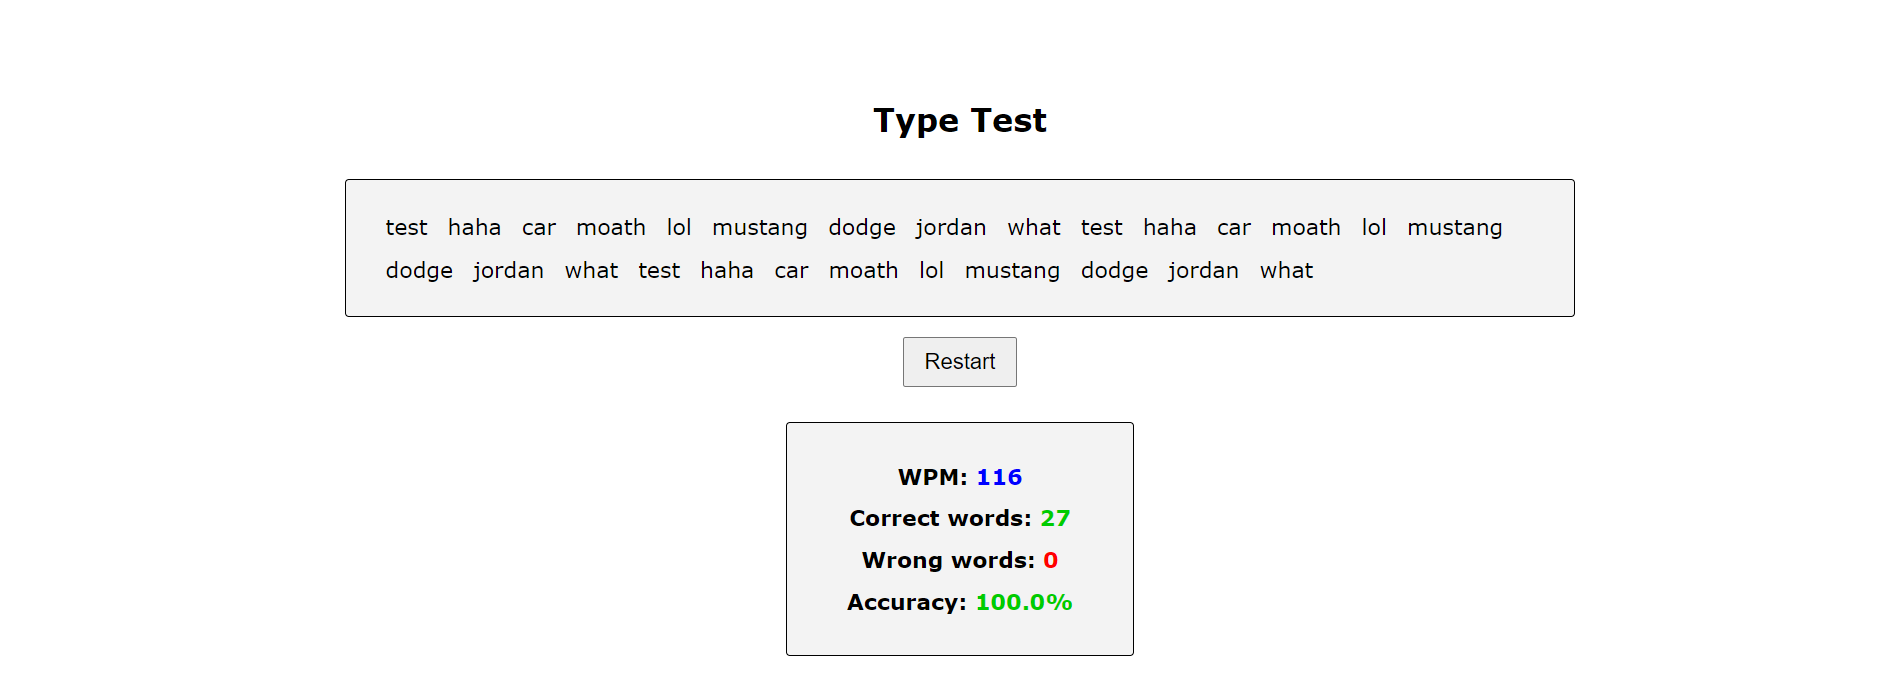 Type Test
test haha car moath lol mustang dodge jordan what test haha car moath lol mustang
dodge jordan what test haha car moath lol mustang dodge jordan what
Restart
WPM: 116
Correct words: 27
Wrong words: 0
Accuracy: 100.0%